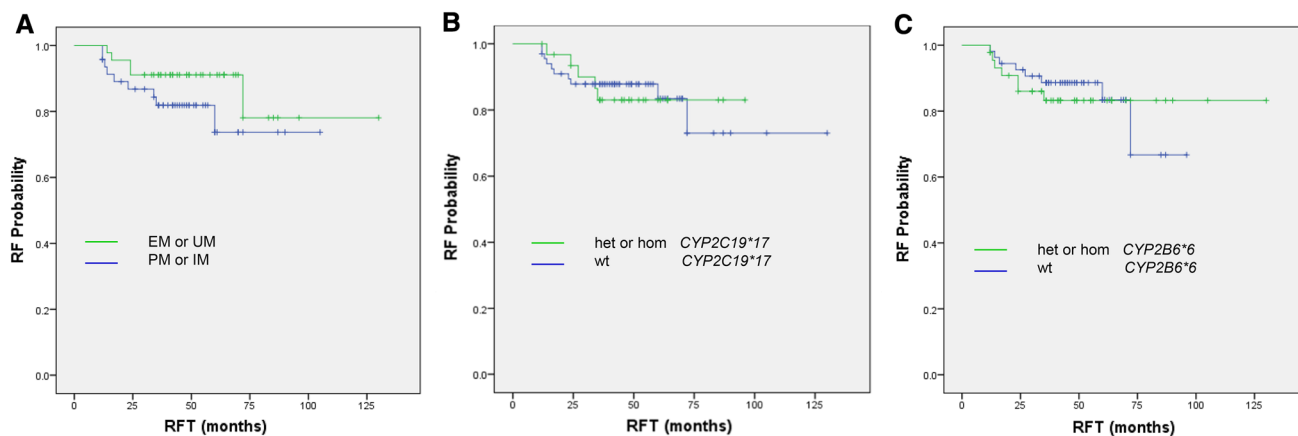 A
1.0
0.8
0.6
0.4
0.2
0.0
RF Probability
EM or UM
PM or IM
0 25 50 75 100 125
RFT (months)
B
1.0
0.8
0.6
0.4
0.2
0.0
RF Probability
het or hom CYP2C19*17
wt CYP2C19*17
0 25 50 75 100 125
RFT (months)
C
1.0
0.8
0.6
0.4
0.2
0.0
RF Probability
het or hom CYP2B6*6
wt CYP2B6*6
0 25 50 75 100 125
RFT (months)